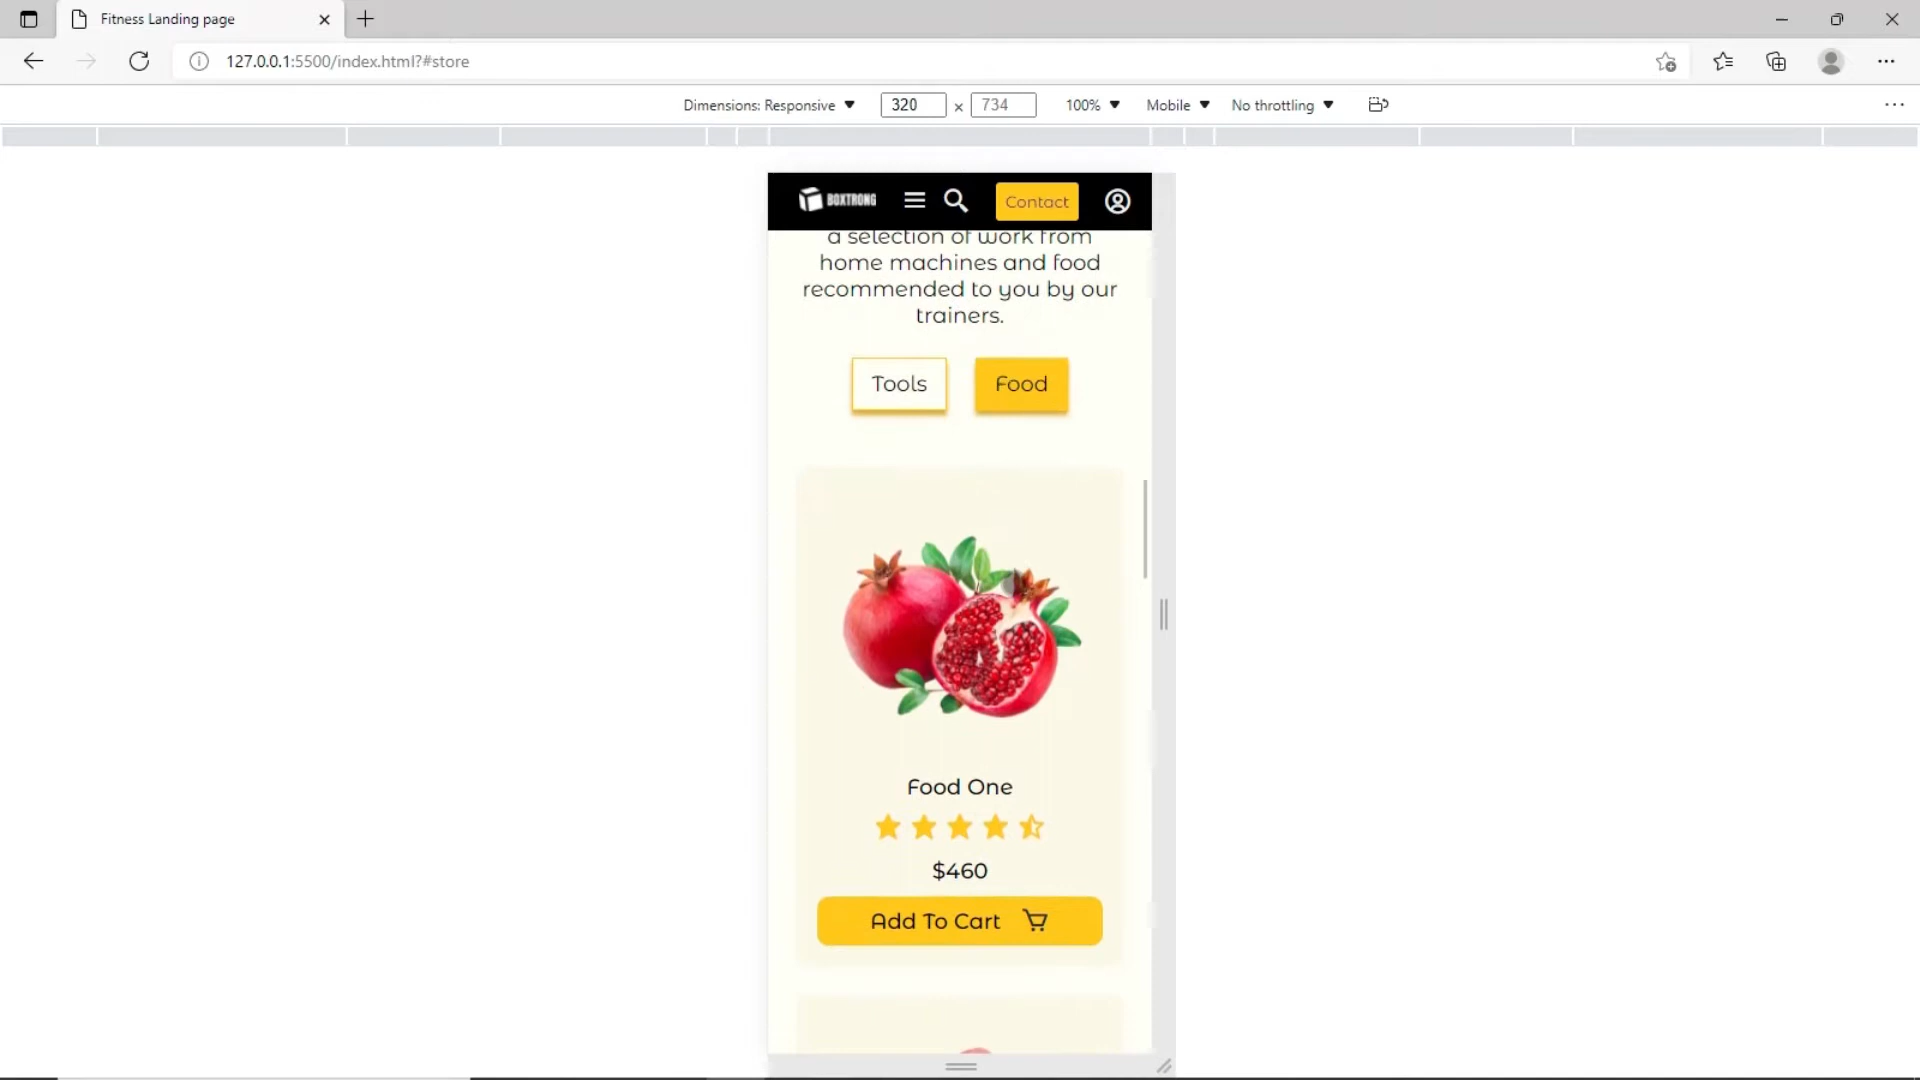 Fitness Landing page
127.0.0.1:5500/index.html?#store
Dimensions: Responsive 320 x 734 100% Mobile No throttling
BOXTRONG Contact
a selection of work from
home machines and food
recommended to you by our
trainers.
Tools Food
Food One
$460
Add To Cart